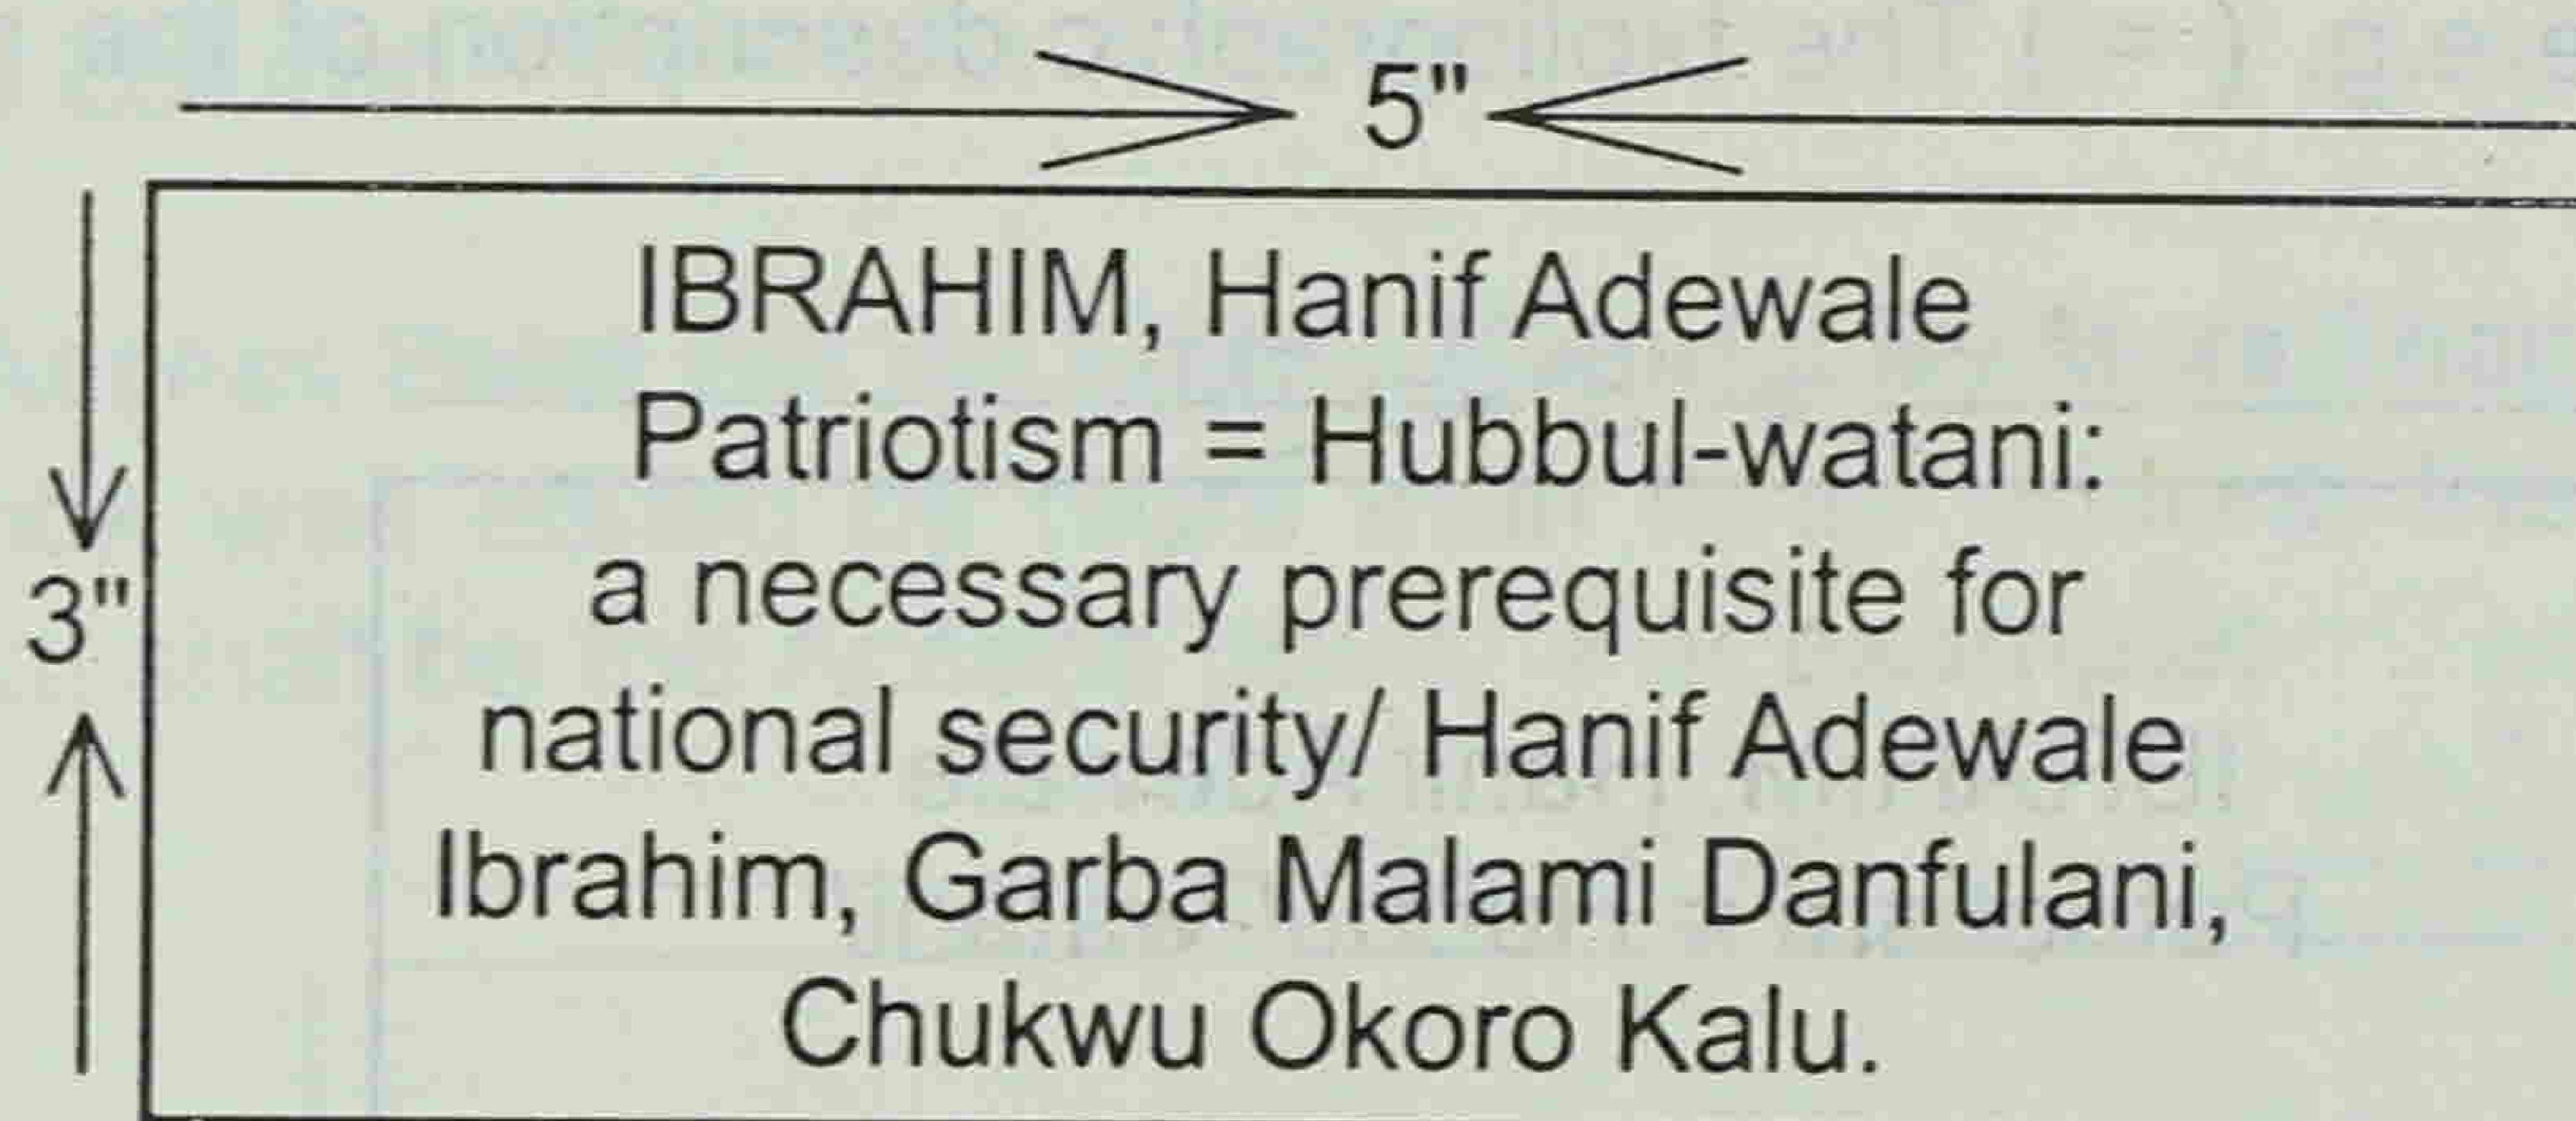 5"
IBRAHIM, Hanif Adewale
Patriotism = Hubbul-watani:
a necessary prerequisite for
3"
national security/ Hanif Adewale
Ibrahim, Garba Malami Danfulani,
Chukwu Okoro Kalu.